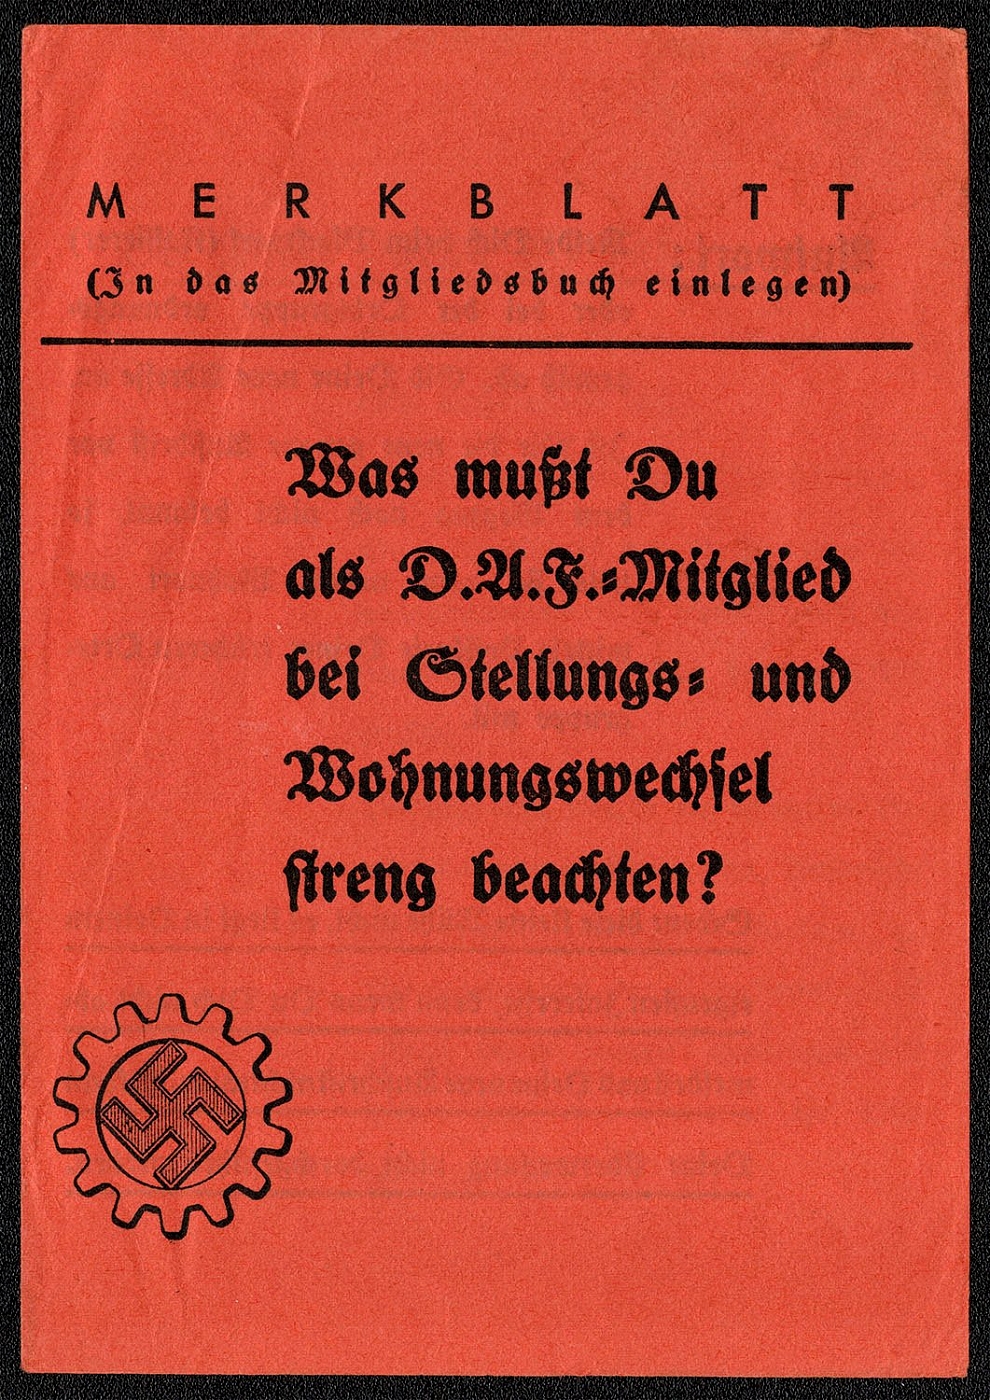 MERKBLATT
(In das Mitgliedsbuch einlegen)
Was mußt Du
als D.A.F.-Mitglied
bei Stellungs- und
Wohnungswechsel
streng beachten?